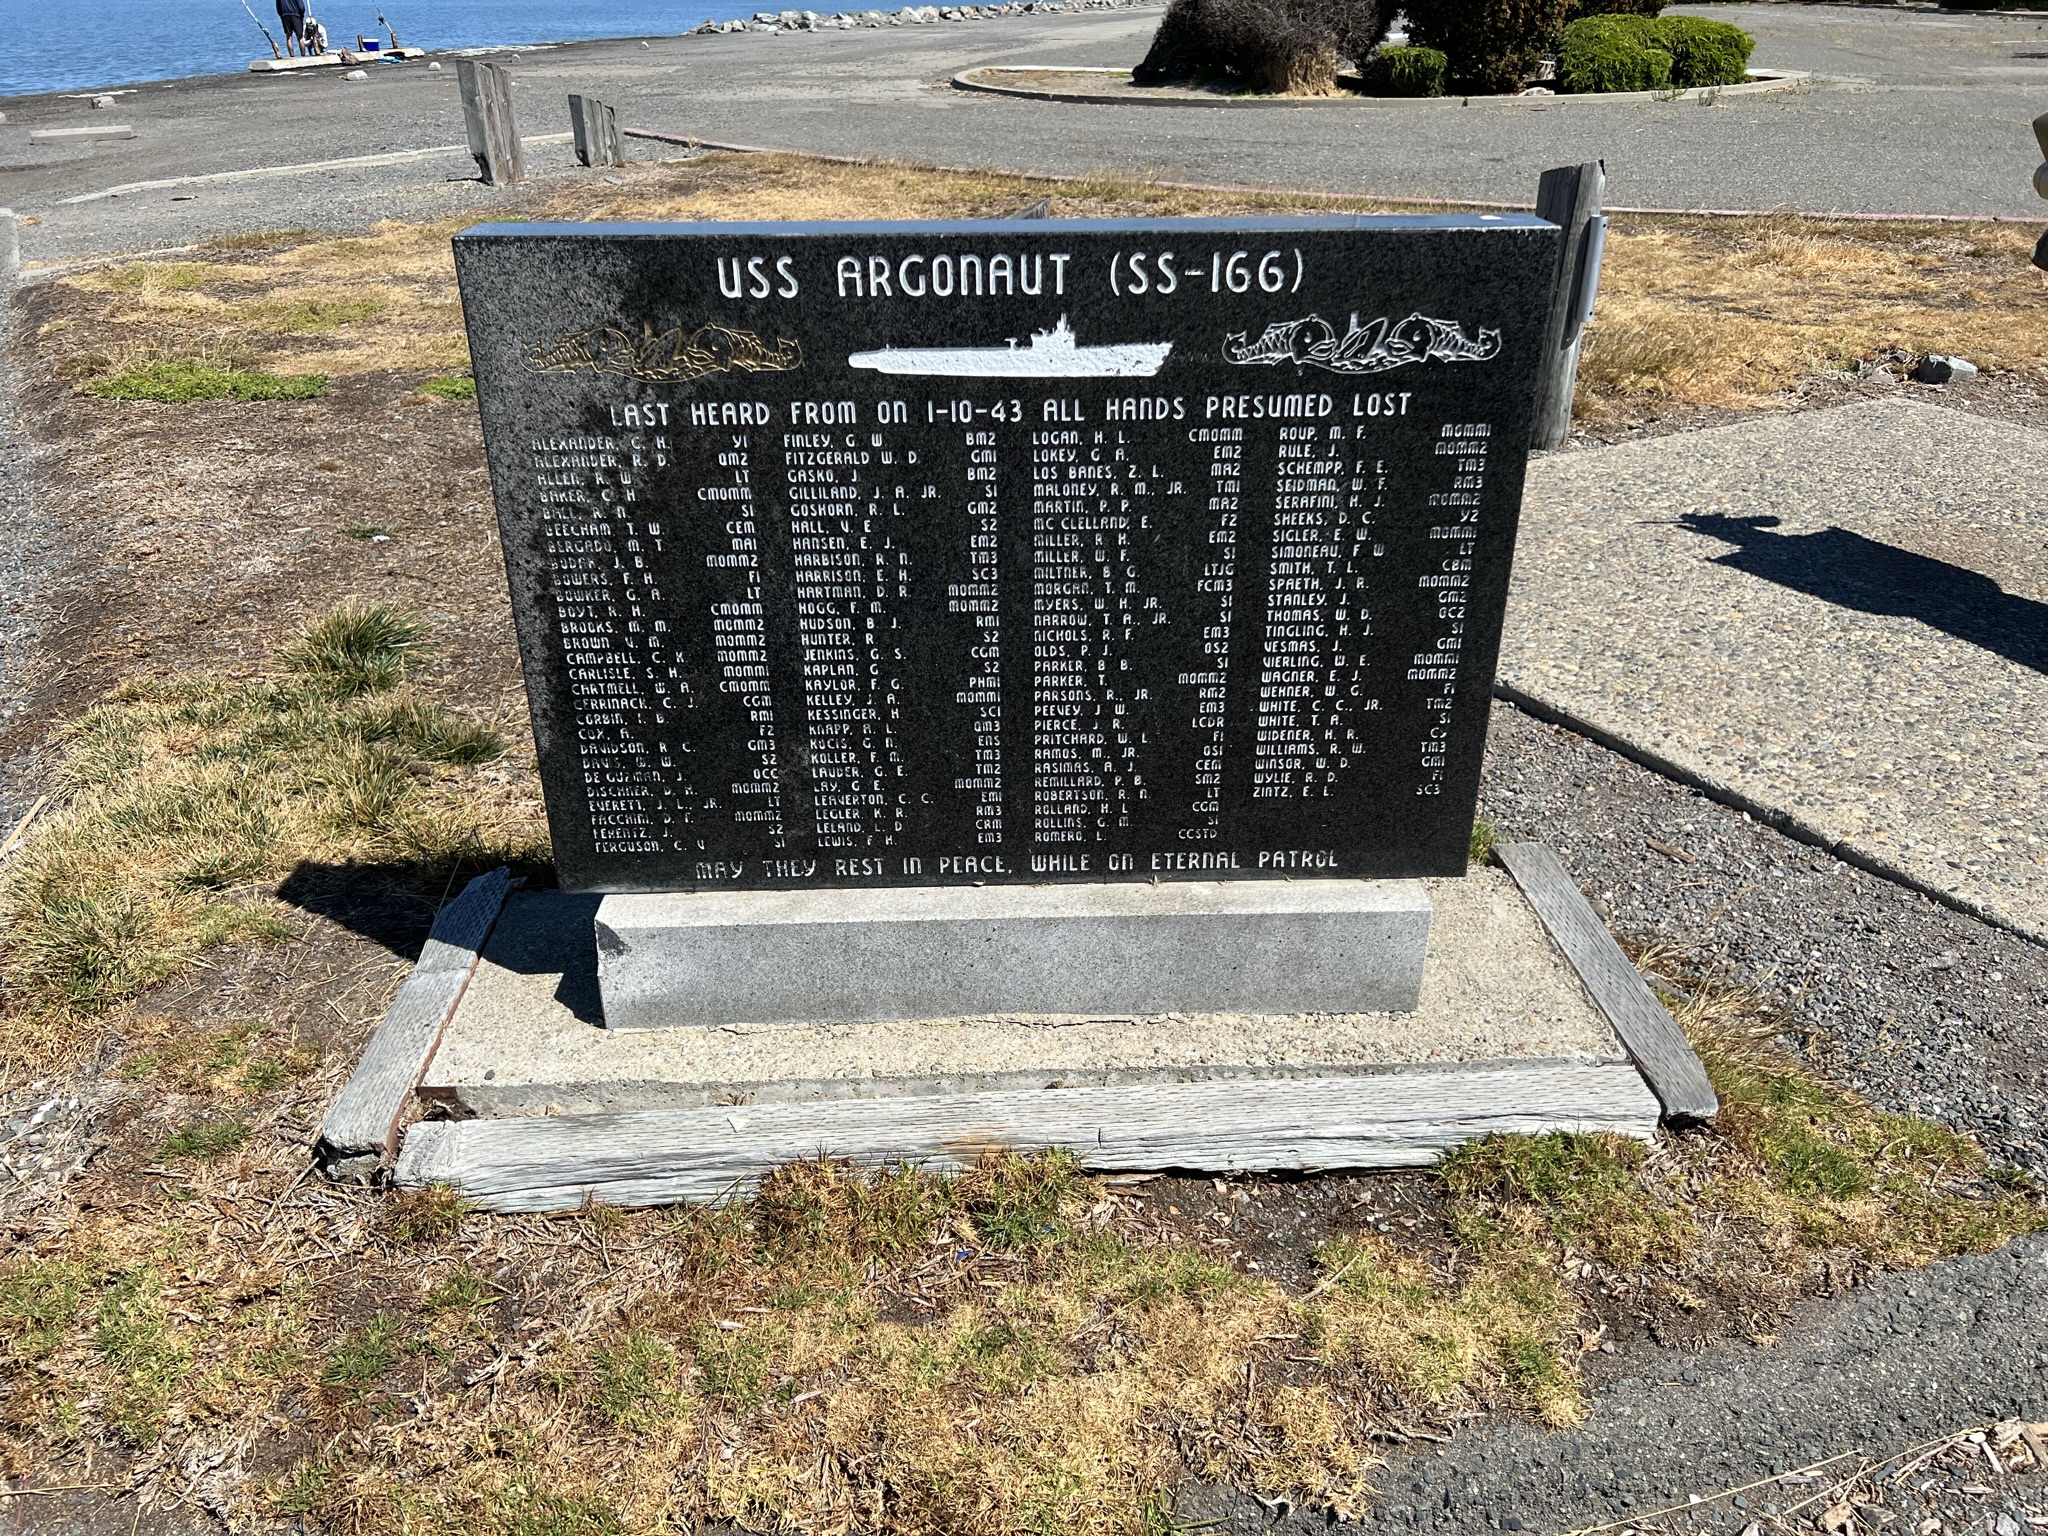 USS ARGONAUT (SS-166)
LAST HEARD FROM ON 1-10-43 ALL HANDS PRESUMED LOST
ALEXANDER, C. H. Y1
ALEXANDER, R. D. QM2
ALLEN, R. W. LT
BAKER, C. H. CMOMM
BALL, R. N. S1
BEECHAM, T. W. CEM
BERGADO, M. T. MA1
BODAK, J. B. MOMM2
BOWERS, F. H. F1
BOWKER, G. A. LT
BOYT, R. H. CMOMM
BROOKS, M. M. MOMM2
BROWN, V. M. MOMM2
CAMPBELL, C. K. MOMM2
CARLISLE, S. H. MOMM1
CARTMELL, W. A. CMOMM
CERRINACK, C. J. CGM
CORBIN, I. B. RM1
COX, A. F2
DAVIDSON, R. C. GM3
DAVIS, W. W. S2
DE GUZMAN, J. OCC
DISCHNER, D. H. MOMM2
EVERETT, J. L., JR. LT
FACCHINI, D. F. MOMM2
FERENTZ, J. S2
FERGUSON, C. V. S1
FINLEY, G. W. BM2
FITZGERALD W. D. GM1
GASKO, J. BM2
GILLILAND, J. A. JR. S1
GOSHORN, R. L. GM2
HALL, V. E. S2
HANSEN, E. J. EM2
HARBISON, R. N. TM3
HARRISON, E. H. SC3
HARTMAN, D. R. MOMM2
HOGG, F. M. MOMM2
HUDSON, B. J. RM1
HUNTER, R. S2
JENKINS, G. S. CGM
KAPLAN, G. S2
KAYLOR, F. G. PHM1
KELLEY, J. A. MOMM1
KESSINGER, H. SC1
KNAPP, A. L. QM3
KOCIS, G. N. ENS
KOLLER, F. M. TM3
LAUDER, G. E. TM2
LAY, G. E. MOMM2
LEAVERTON, C. C. EM1
LEGLER, K. R. RM3
LELAND, L. D. CRM
LEWIS, F. H. EM3
LOGAN, H. L. CMOMM
LOKEY, G. A. EM2
LOS BANES, Z. L. MA2
MALONEY, R. M., JR. TM1
MARTIN, P. P. MA2
MC CLELLAND, E. F2
MILLER, R. H. EM2
MILLER, W. F. S1
MILTNER, B. G. LTJG
MORGAN, T. M. FCM3
MYERS, W. H. JR. S1
NARROW, T. A., JR. S1
NICHOLS, R. F. EM3
OLDS, P. J. OS2
PARKER, B. B. S1
PARKER, T. MOMM2
PARSONS, R., JR. RM2
PEEVEY, J. W. EM3
PIERCE, J. R. LCDR
PRITCHARD, W. L. F1
RAMOS, M., JR. OS1
RASIMAS, A. J. CEM
REMILLARD, P. B. SM2
ROBERTSON, R. N. LT
ROLLAND, H. L. CGM
ROLLINS, G. M. S1
ROMERO, L. CCSTD
ROUP, M. F. MOMM1
RULE, J. MOMM2
SCHEMPP, F. E. TM3
SEIDMAN, W. F. RM3
SERAFINI, H. J. MOMM2
SHEEKS, D. C. Y2
SIGLER, E. W. MOMM1
SIMONEAU, F. W. LT
SMITH, T. L. CBM
SPAETH, J. R. MOMM2
STANLEY, J. GM2
THOMAS, W. D. OC2
TINGLING, H. J. S1
VESMAS, J. GM1
VIERLING, W. E. MOMM1
WAGNER, E. J. MOMM2
WEHNER, W. G. F1
WHITE, C. C., JR. TM2
WHITE, T. A. S1
WIDENER, H. R.
WILLIAMS, R. W. TM3
WINSOR, W. D. GM1
WYLIE, R. D. F1
ZINTZ, E. L. SC3
MAY THEY REST IN PEACE, WHILE ON ETERNAL PATROL